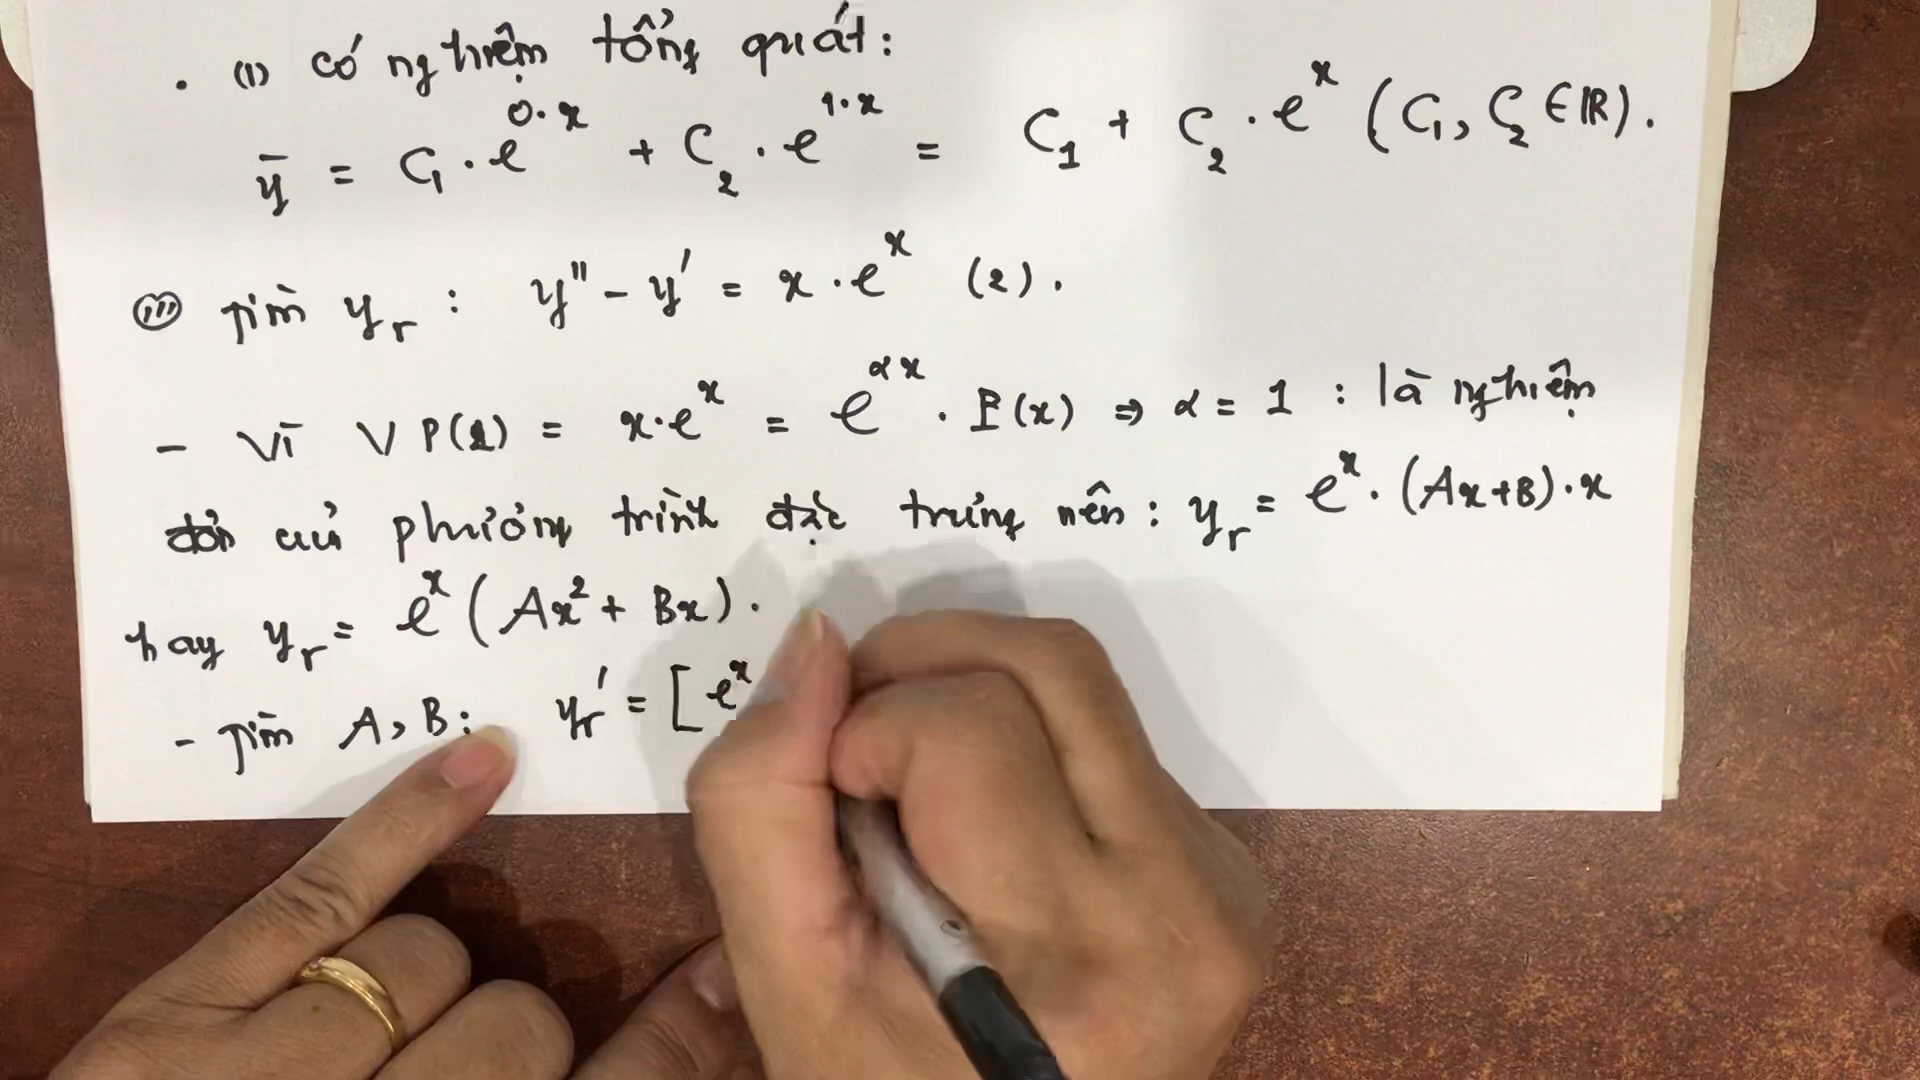 . (1) có nghiệm tổng quát:
ȳ = C₁ . e^{0.x} + C₂ . e^{1.x} = C₁ + C₂ . e^x (C₁, C₂ ∈ ℝ).
(iii) Tìm y_r : y'' - y' = x . e^x (2).
- Vì VP(2) = x.e^x = e^{αx} . P(x) ⇒ α = 1 : là nghiệm
đơn của phương trình đặc trưng nên : y_r = e^x . (Ax+B).x
hay y_r = e^x (Ax² + Bx).
- Tìm A, B: y_r' = [e^x